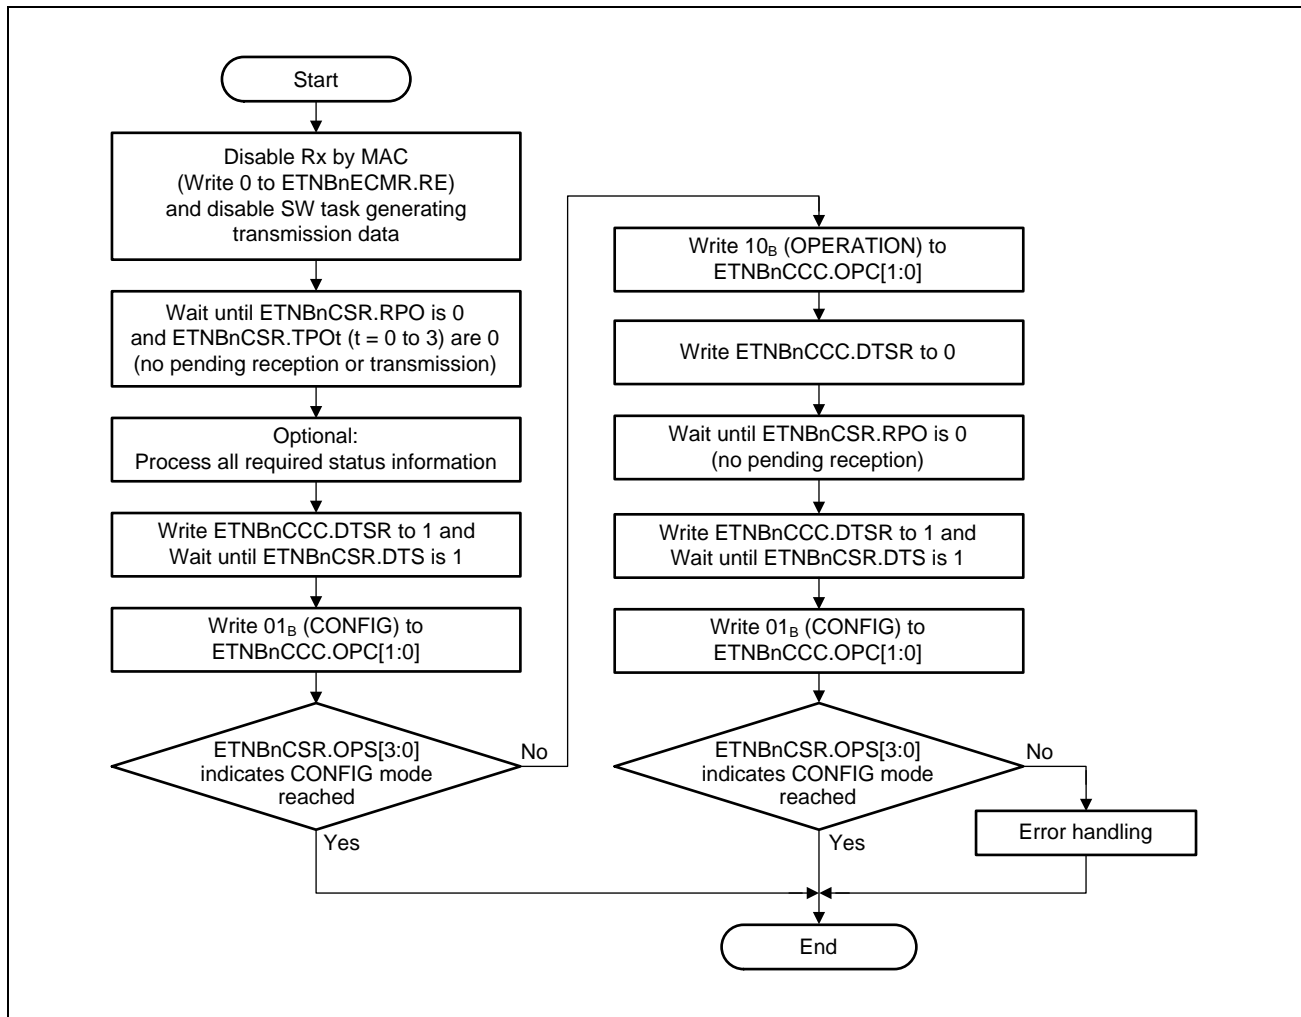 Start
Disable Rx by MAC
(Write 0 to ETNBnECMR.RE)
and disable SW task generating
transmission data
Wait until ETNBnCSR.RPO is 0
and ETNBnCSR.TPOt (t = 0 to 3) are 0
(no pending reception or transmission)
Optional:
Process all required status information
Write ETNBnCCC.DTSR to 1 and
Wait until ETNBnCSR.DTS is 1
Write 01B (CONFIG) to
ETNBnCCC.OPC[1:0]
ETNBnCSR.OPS[3:0]
indicates CONFIG mode
reached
No
Yes
Write 10B (OPERATION) to
ETNBnCCC.OPC[1:0]
Write ETNBnCCC.DTSR to 0
Wait until ETNBnCSR.RPO is 0
(no pending reception)
Write ETNBnCCC.DTSR to 1 and
Wait until ETNBnCSR.DTS is 1
Write 01B (CONFIG) to
ETNBnCCC.OPC[1:0]
ETNBnCSR.OPS[3:0]
indicates CONFIG mode
reached
No
Yes
Error handling
End